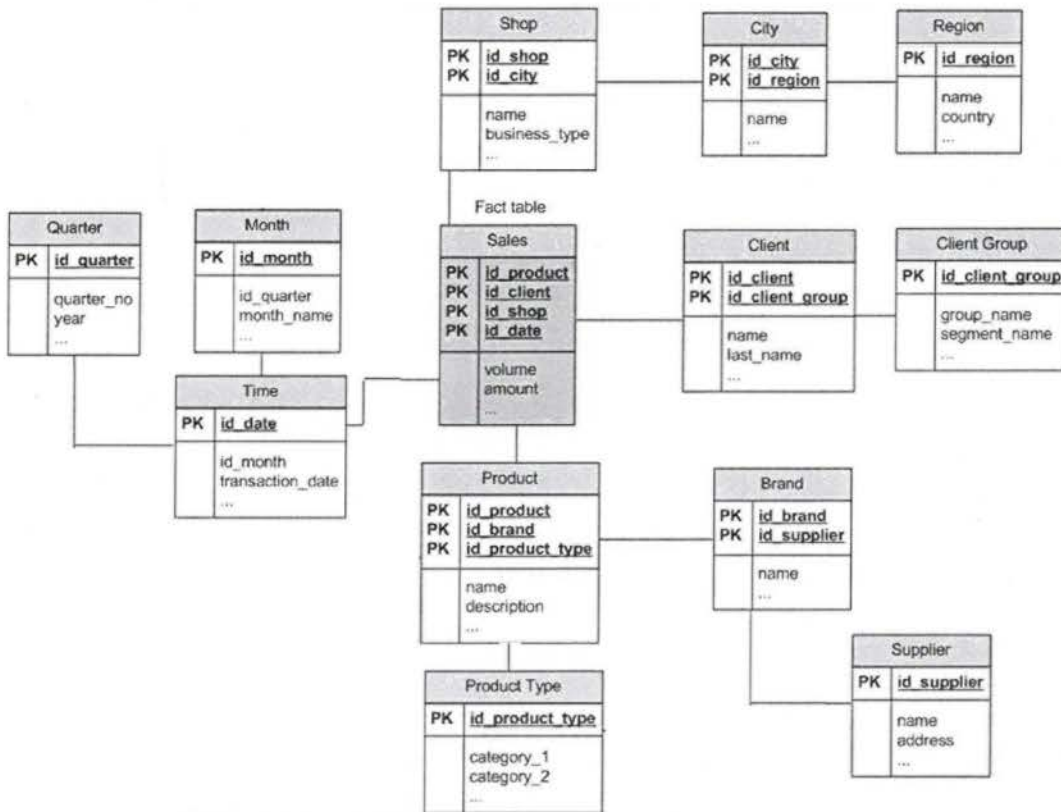 Shop
PK id_shop
PK id_city
name
business_type
...
City
PK id_city
PK id_region
name
...
Region
PK id_region
name
country
...
Quarter
PK id_quarter
quarter_no
year
...
Month
PK id_month
id_quarter
month_name
...
Fact table
Sales
PK id_product
PK id_client
PK id_shop
PK id_date
volume
amount
...
Client
PK id_client
PK id_client_group
name
last_name
...
Client Group
PK id_client_group
group_name
segment_name
...
Time
PK id_date
id_month
transaction_date
...
Product
PK id_product
PK id_brand
PK id_product_type
name
description
...
Brand
PK id_brand
PK id_supplier
name
...
Product Type
PK id_product_type
category_1
category_2
...
Supplier
PK id_supplier
name
address
...